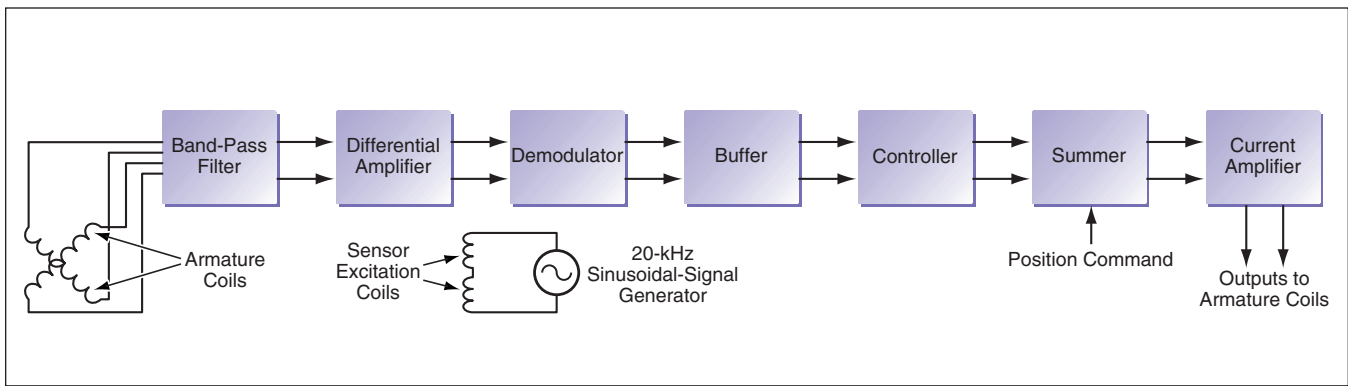 Band-Pass
Filter
Differential
Amplifier
Demodulator
Buffer
Controller
Summer
Current
Amplifier
Armature
Coils
Sensor
Excitation
Coils
20-kHz
Sinusoidal-Signal
Generator
Position Command
Outputs to
Armature Coils